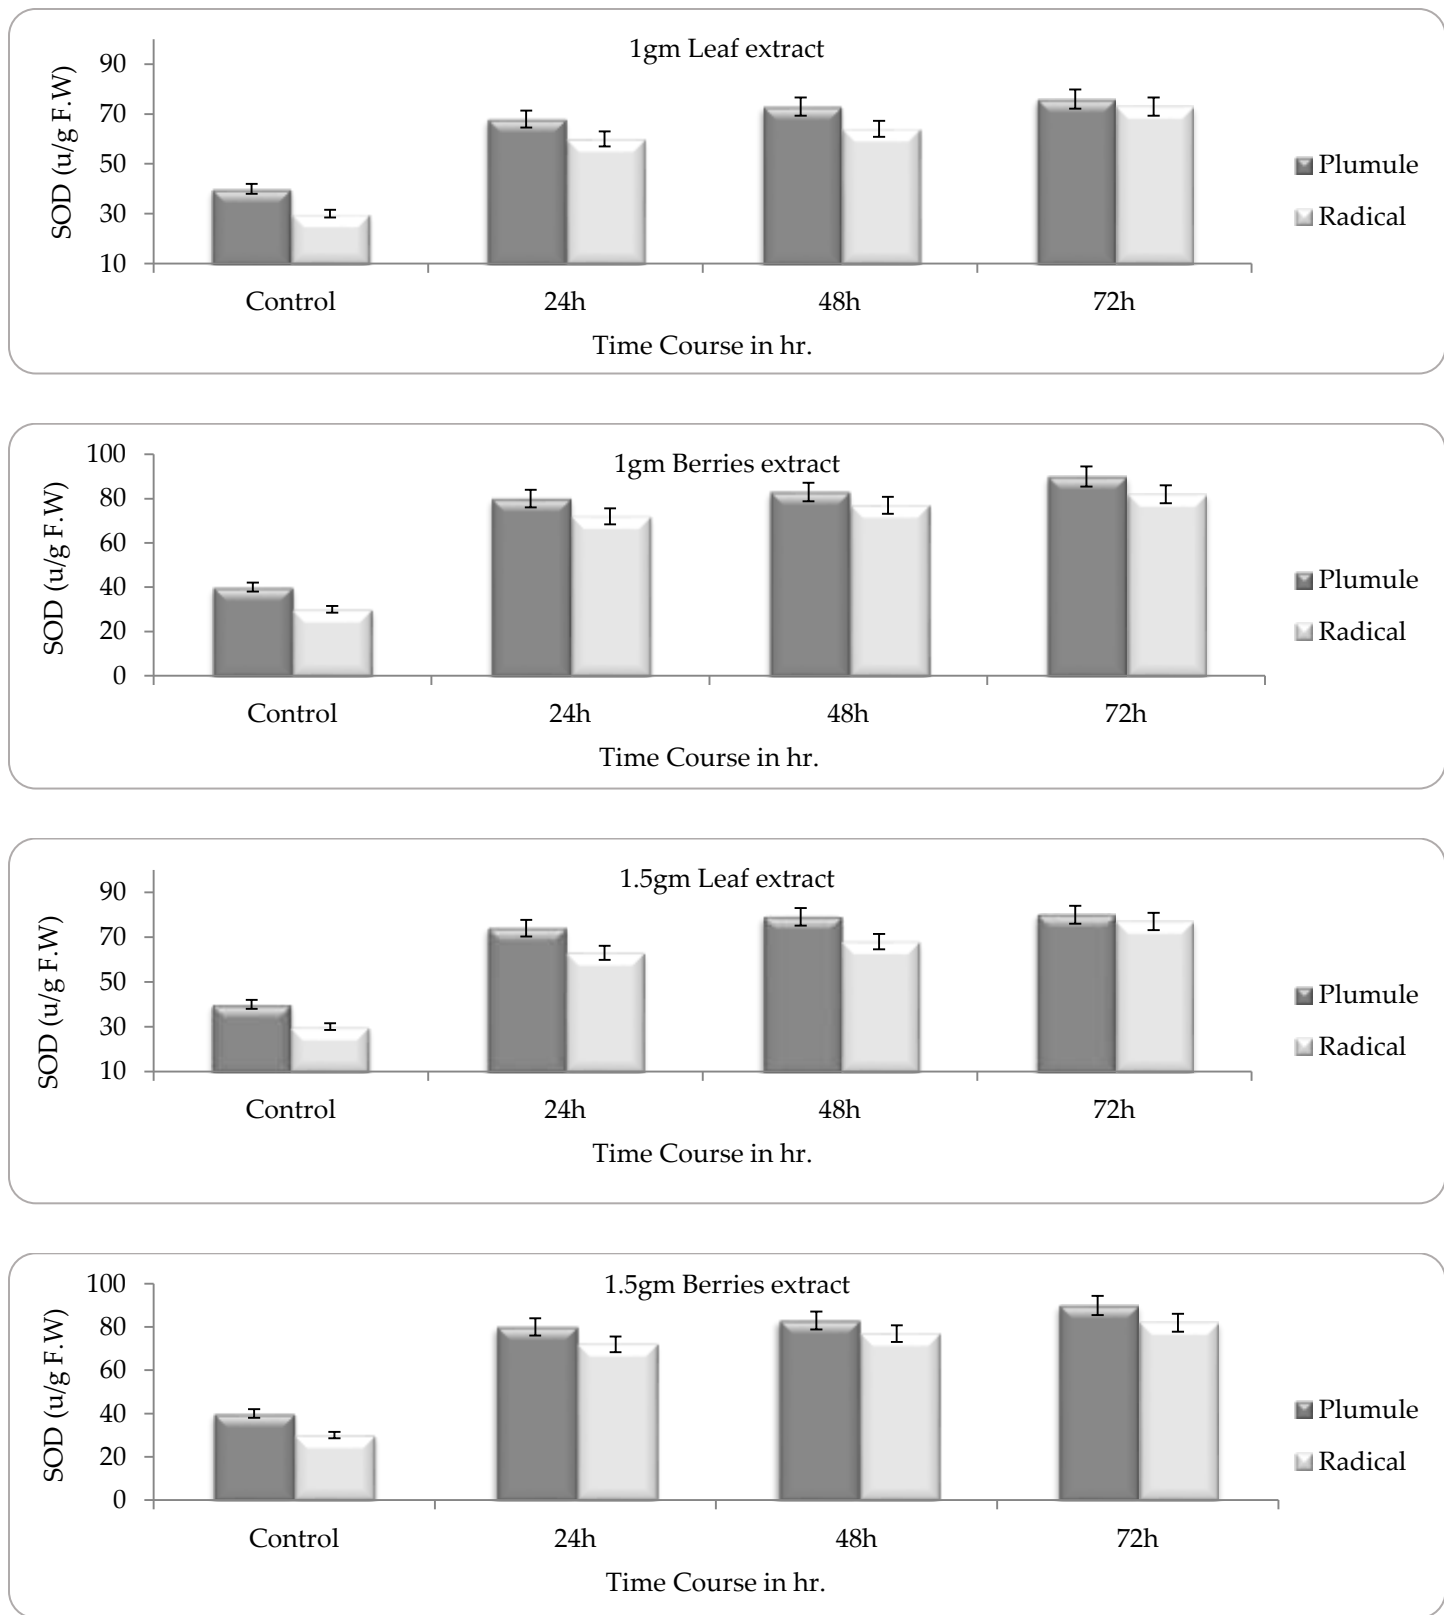 1gm Leaf extract
90
70
50
30
10
SOD (u/g F.W)
Control 24h 48h 72h
Time Course in hr.
Plumule
Radical
1gm Berries extract
100
80
60
40
20
0
SOD (u/g F.W)
Control 24h 48h 72h
Time Course in hr.
Plumule
Radical
1.5gm Leaf extract
90
70
50
30
10
SOD (u/g F.W)
Control 24h 48h 72h
Time Course in hr.
Plumule
Radical
1.5gm Berries extract
100
80
60
40
20
0
SOD (u/g F.W)
Control 24h 48h 72h
Time Course in hr.
Plumule
Radical